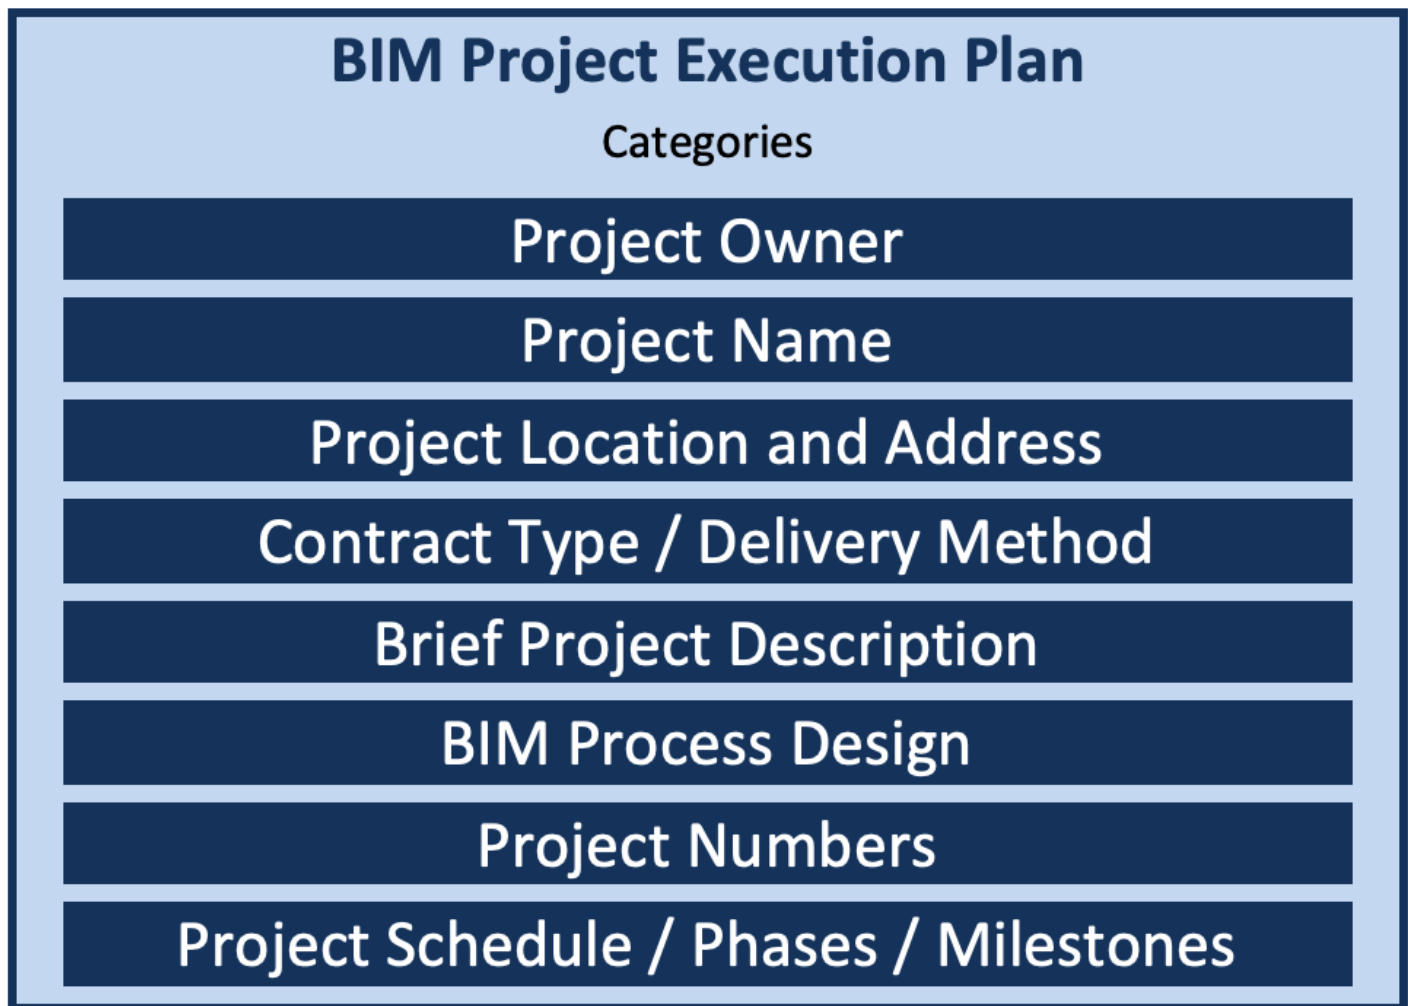 BIM Project Execution Plan
Categories
Project Owner
Project Name
Project Location and Address
Contract Type / Delivery Method
Brief Project Description
BIM Process Design
Project Numbers
Project Schedule / Phases / Milestones